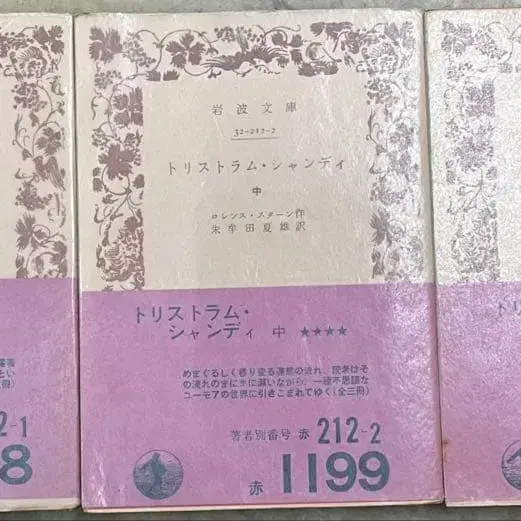 岩波文庫
32-212-2
トリストラム・シャンディ
中
ロレンス・スターン作
朱牟田夏雄訳
トリストラム・
シャンディ 中 ★★★★
めまぐるしく移り変る連想の流れ、読者はそ
の流れのまにまに漂いながら、一種不思議な
ユーモアの世界に引きこまれてゆく(全三冊)
著者別番号 赤 212-2
赤 1199
2-1
8